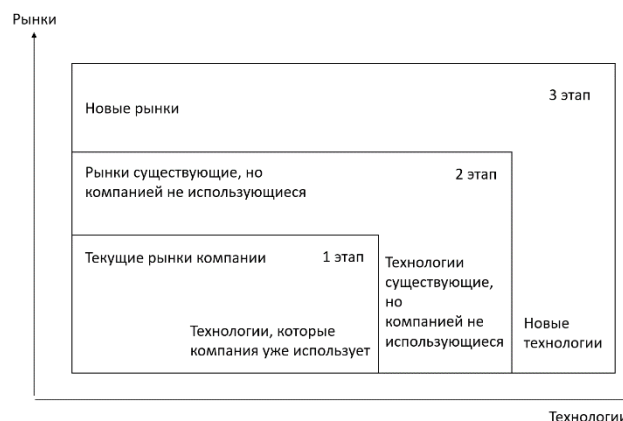 Рынки
3 этап
Новые рынки
Рынки существующие, но
компанией не использующиеся
2 этап
Текущие рынки компании
1 этап
Технологии
существующие,
но
компанией не
использующиеся
Технологии, которые
компания уже использует
Новые
технологии
Технологии